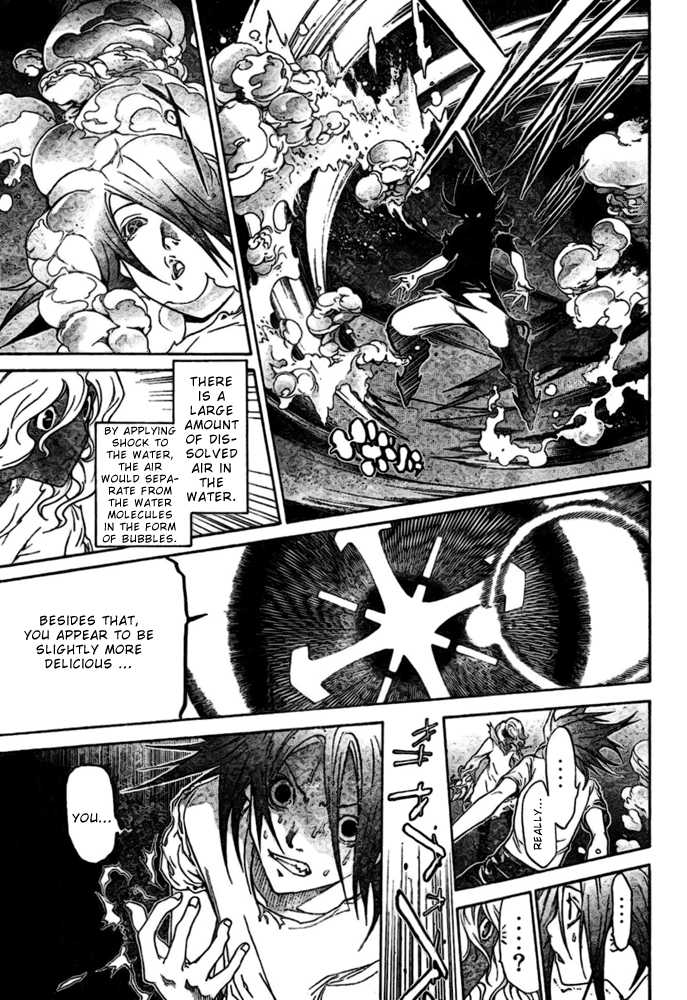 THERE
IS A
LARGE
AMOUNT
OF DIS-
SOLVED
AIR IN
THE
WATER.
BY APPLYING
SHOCK TO
THE WATER,
THE AIR
WOULD SEPA-
RATE FROM
THE WATER
MOLECULES
IN THE FORM
OF BUBBLES.
BESIDES THAT,
YOU APPEAR TO BE
SLIGHTLY MORE
DELICIOUS ...
....
REALLY...
....?
....
YOU...